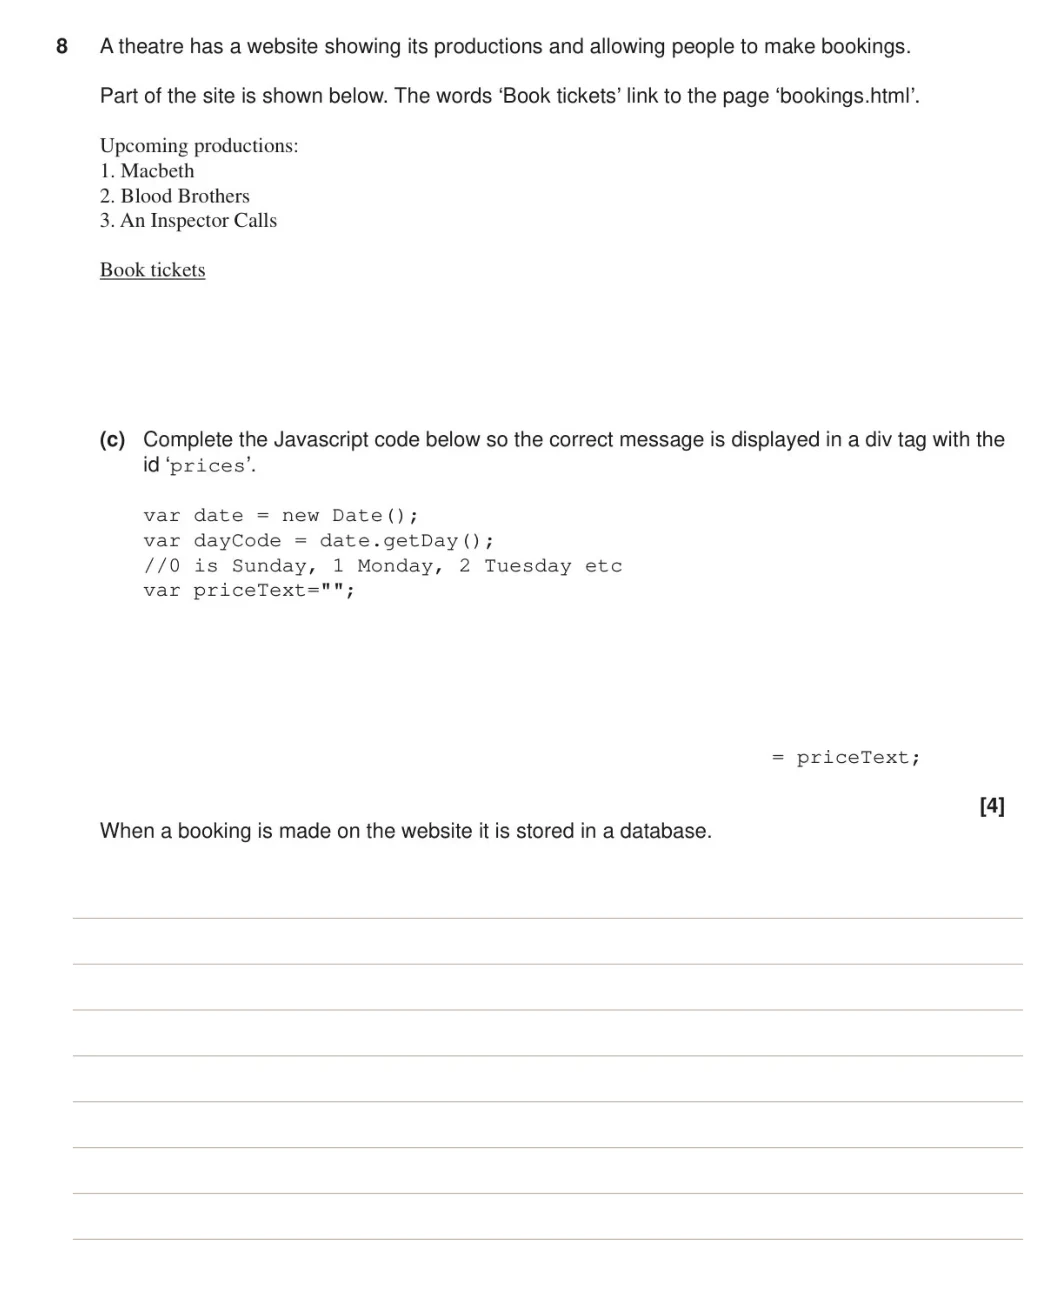 8 A theatre has a website showing its productions and allowing people to make bookings.
Part of the site is shown below. The words ‘Book tickets’ link to the page ‘bookings.html’.
Upcoming productions:
1. Macbeth
2. Blood Brothers
3. An Inspector Calls
Book tickets
(c) Complete the Javascript code below so the correct message is displayed in a div tag with the
id ‘prices’.
var date = new Date();
var dayCode = date.getDay();
//0 is Sunday, 1 Monday, 2 Tuesday etc
var priceText="";
= priceText;
[4]
When a booking is made on the website it is stored in a database.